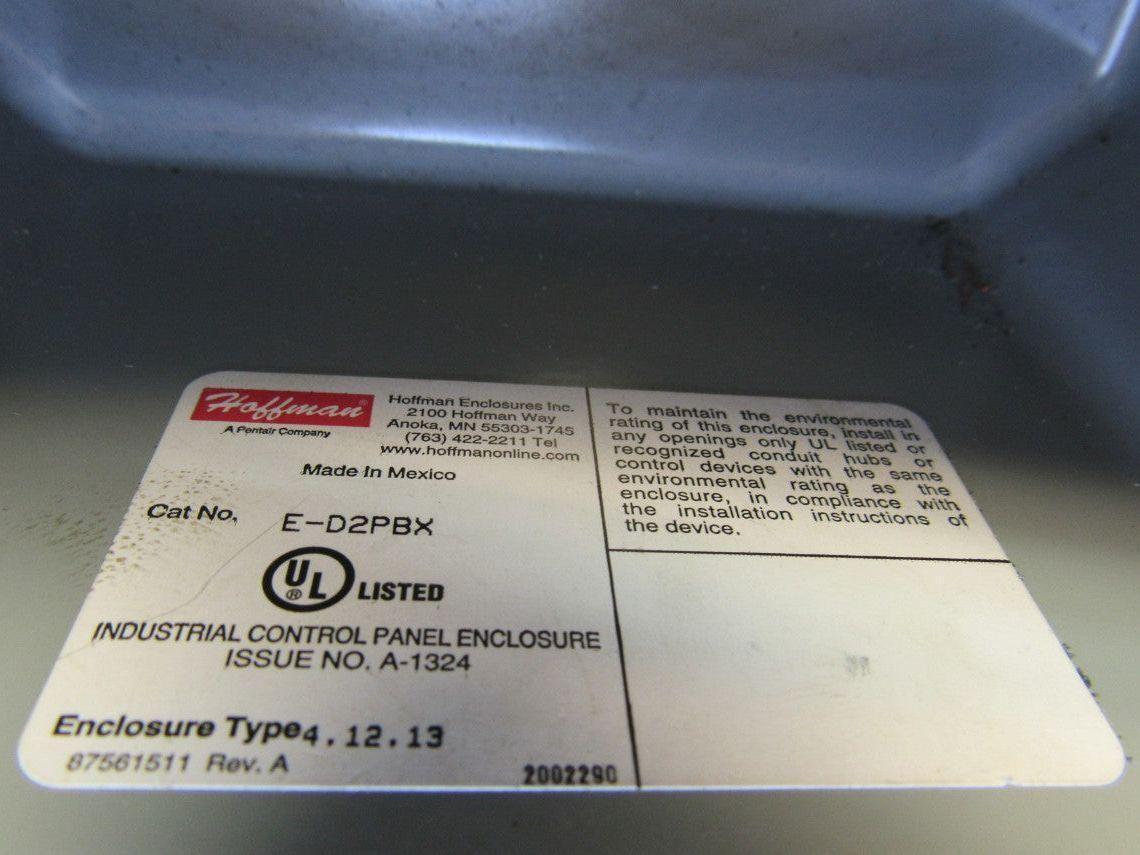 Hoffman®
A Pentair Company
Hoffman Enclosures Inc.
2100 Hoffman Way
Anoka, MN 55303-1745
(763) 422-2211 Tel
www.hoffmanonline.com
Made In Mexico
Cat No. E-D2PBX
UL ® LISTED
INDUSTRIAL CONTROL PANEL ENCLOSURE
ISSUE NO. A-1324
Enclosure Type 4.12.13
87561511 Rev. A
2002290
To maintain the environmental
rating of this enclosure, install in
any openings only UL listed or
recognized conduit hubs or
control devices with the same
environmental rating as the
enclosure, in compliance with
the installation instructions of
the device.